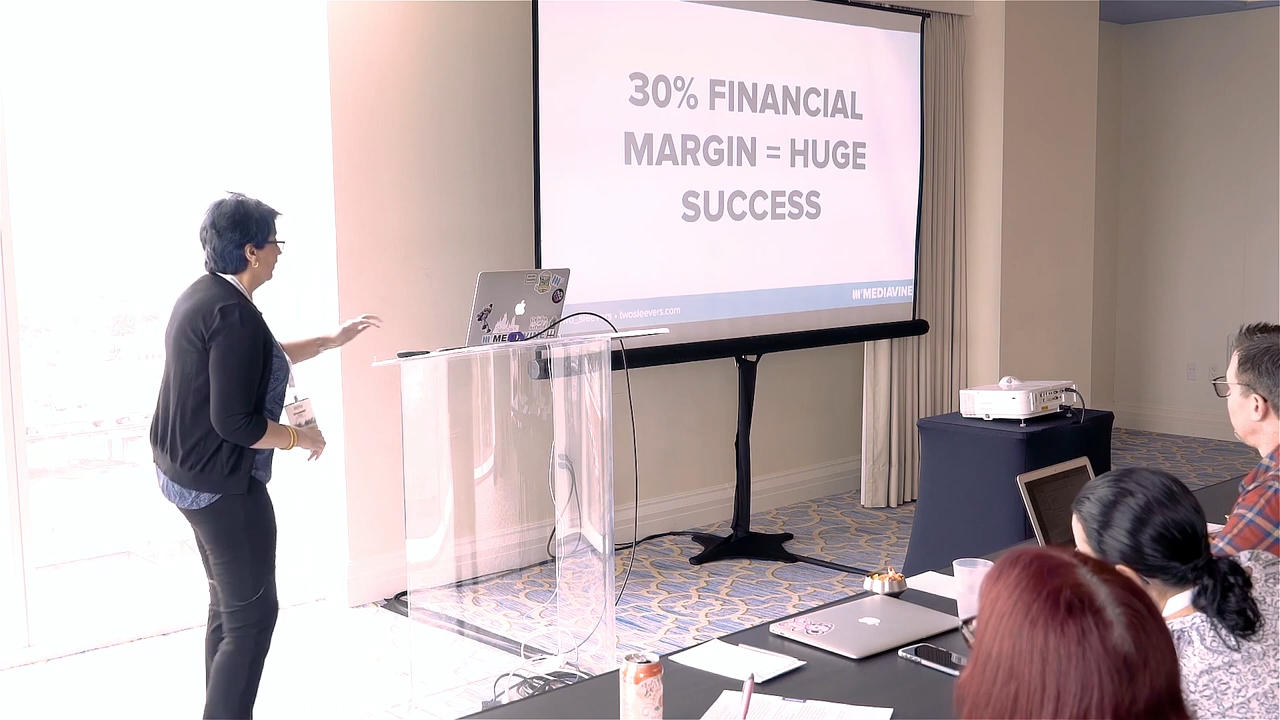 30% FINANCIAL
MARGIN = HUGE
SUCCESS
MEDIAVINE
• twosleevers.com